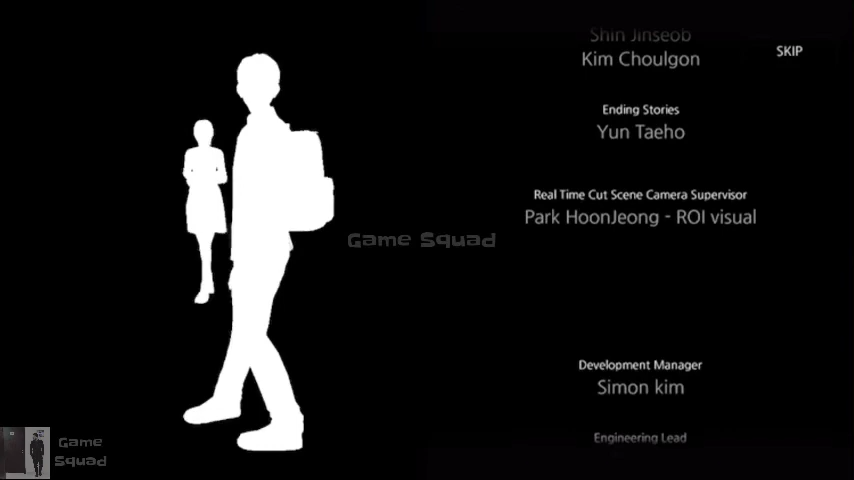 Shin Jinseob
Kim Choulgon
SKIP
Ending Stories
Yun Taeho
Real Time Cut Scene Camera Supervisor
Park HoonJeong - ROI visual
Game Squad
Development Manager
Simon kim
Engineering Lead
Game
Squad